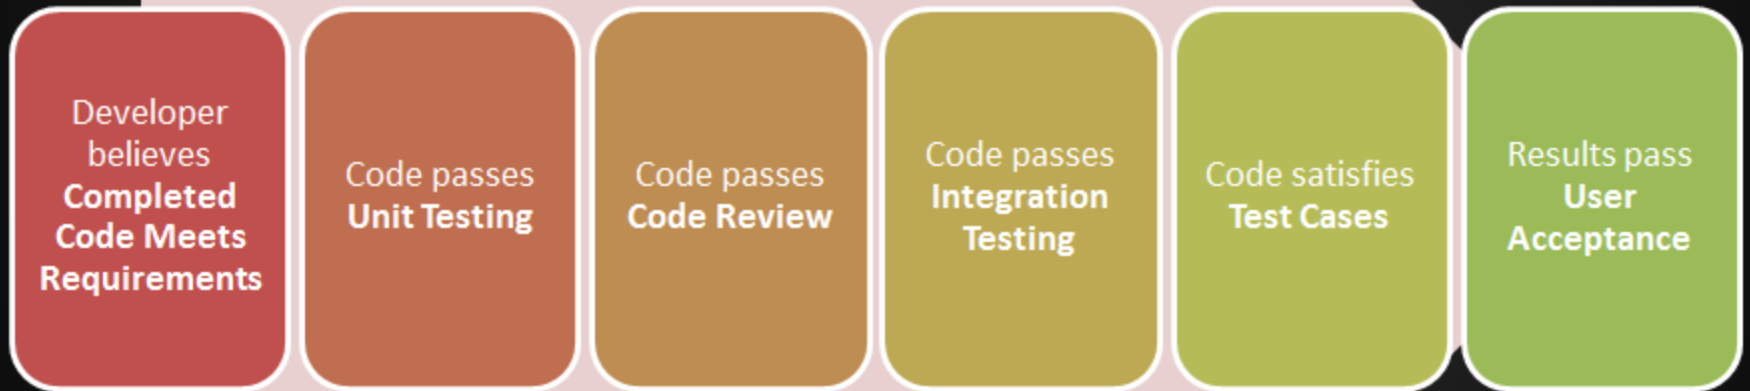 Developer
believes
Completed
Code Meets
Requirements
Code passes
Unit Testing
Code passes
Code Review
Code passes
Integration
Testing
Code satisfies
Test Cases
Results pass
User
Acceptance